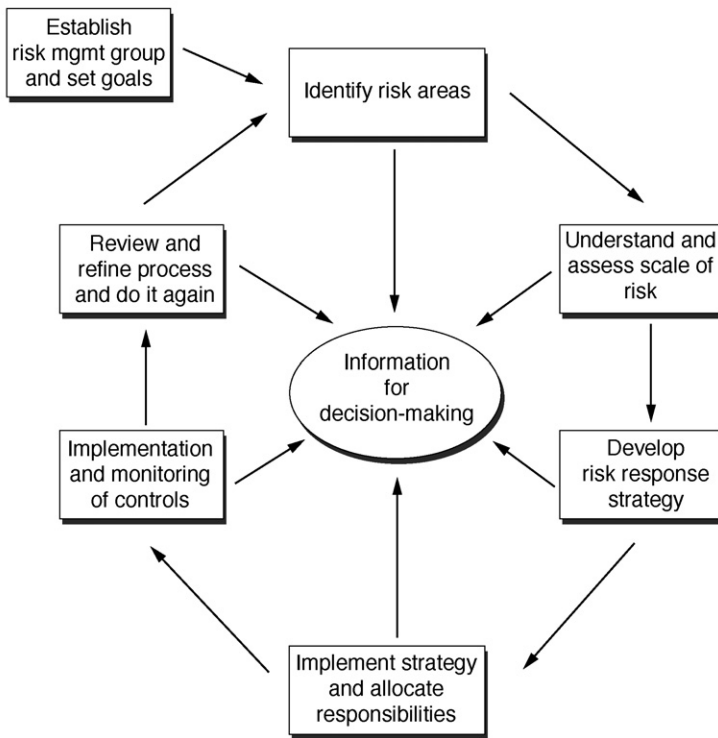 Establish
risk mgmt group
and set goals
Identify risk areas
Review and
refine process
and do it again
Understand and
assess scale of
risk
Information
for
decision-making
Implementation
and monitoring
of controls
Develop
risk response
strategy
Implement strategy
and allocate
responsibilities